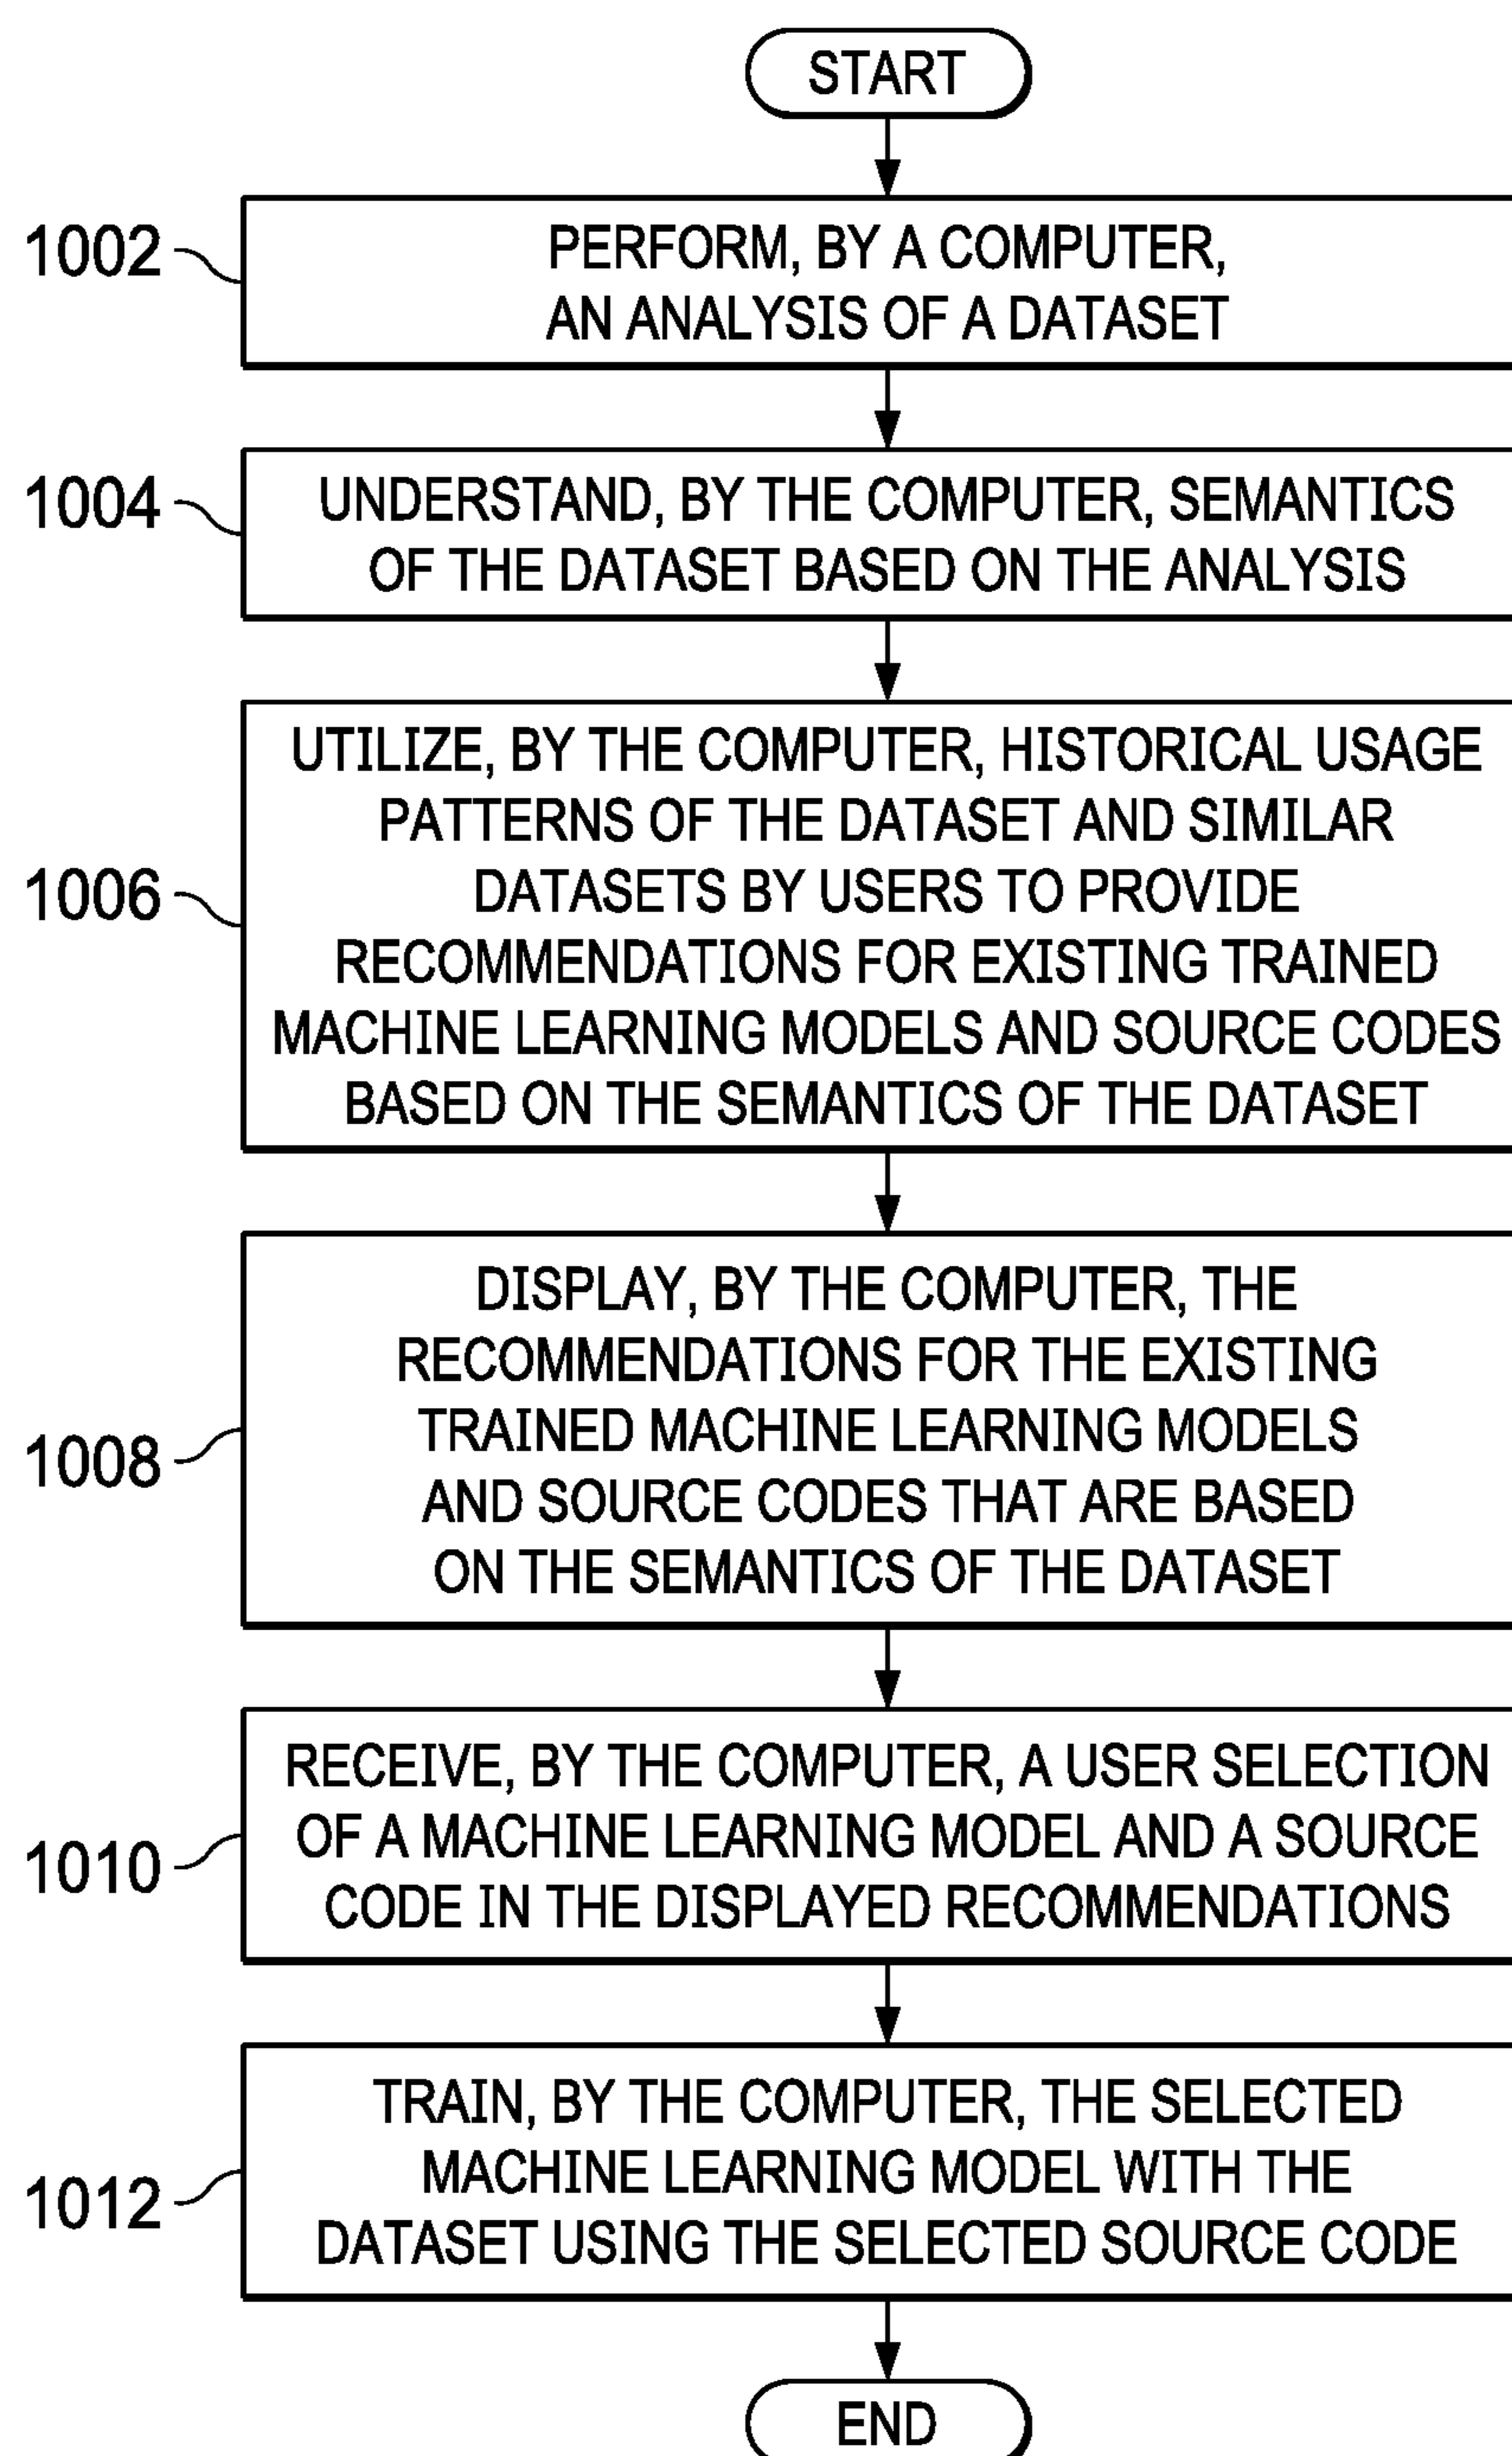 START
1002
PERFORM, BY A COMPUTER,
AN ANALYSIS OF A DATASET
1004
UNDERSTAND, BY THE COMPUTER, SEMANTICS
OF THE DATASET BASED ON THE ANALYSIS
1006
UTILIZE, BY THE COMPUTER, HISTORICAL USAGE
PATTERNS OF THE DATASET AND SIMILAR
DATASETS BY USERS TO PROVIDE
RECOMMENDATIONS FOR EXISTING TRAINED
MACHINE LEARNING MODELS AND SOURCE CODES
BASED ON THE SEMANTICS OF THE DATASET
1008
DISPLAY, BY THE COMPUTER, THE
RECOMMENDATIONS FOR THE EXISTING
TRAINED MACHINE LEARNING MODELS
AND SOURCE CODES THAT ARE BASED
ON THE SEMANTICS OF THE DATASET
1010
RECEIVE, BY THE COMPUTER, A USER SELECTION
OF A MACHINE LEARNING MODEL AND A SOURCE
CODE IN THE DISPLAYED RECOMMENDATIONS
1012
TRAIN, BY THE COMPUTER, THE SELECTED
MACHINE LEARNING MODEL WITH THE
DATASET USING THE SELECTED SOURCE CODE
END